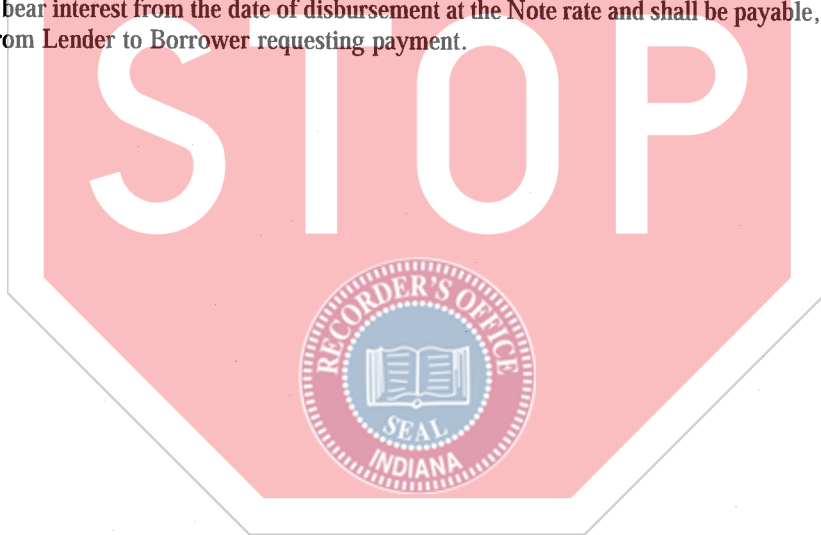 bear interest from the date of disbursement at the Note rate and shall be payable,
om Lender to Borrower requesting payment.
STOP
RECORDER'S OFFICE
SEAL
INDIANA